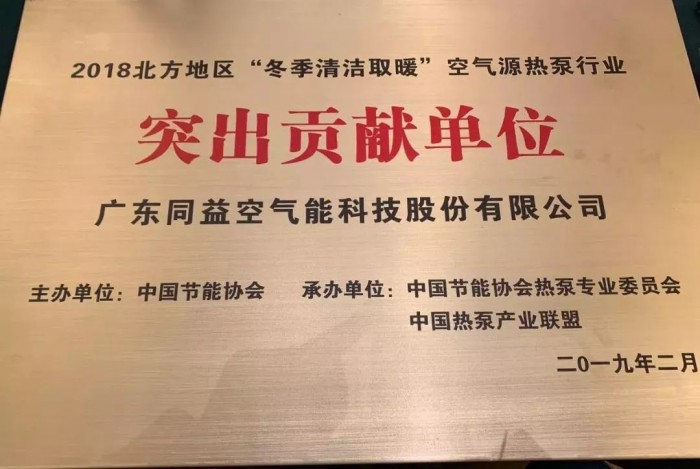 2018北方地区“冬季清洁取暖”空气源热泵行业
突出贡献单位
广东同益空气能科技股份有限公司
主办单位：中国节能协会 承办单位：中国节能协会热泵专业委员会
中国热泵产业联盟
二0一九年二月